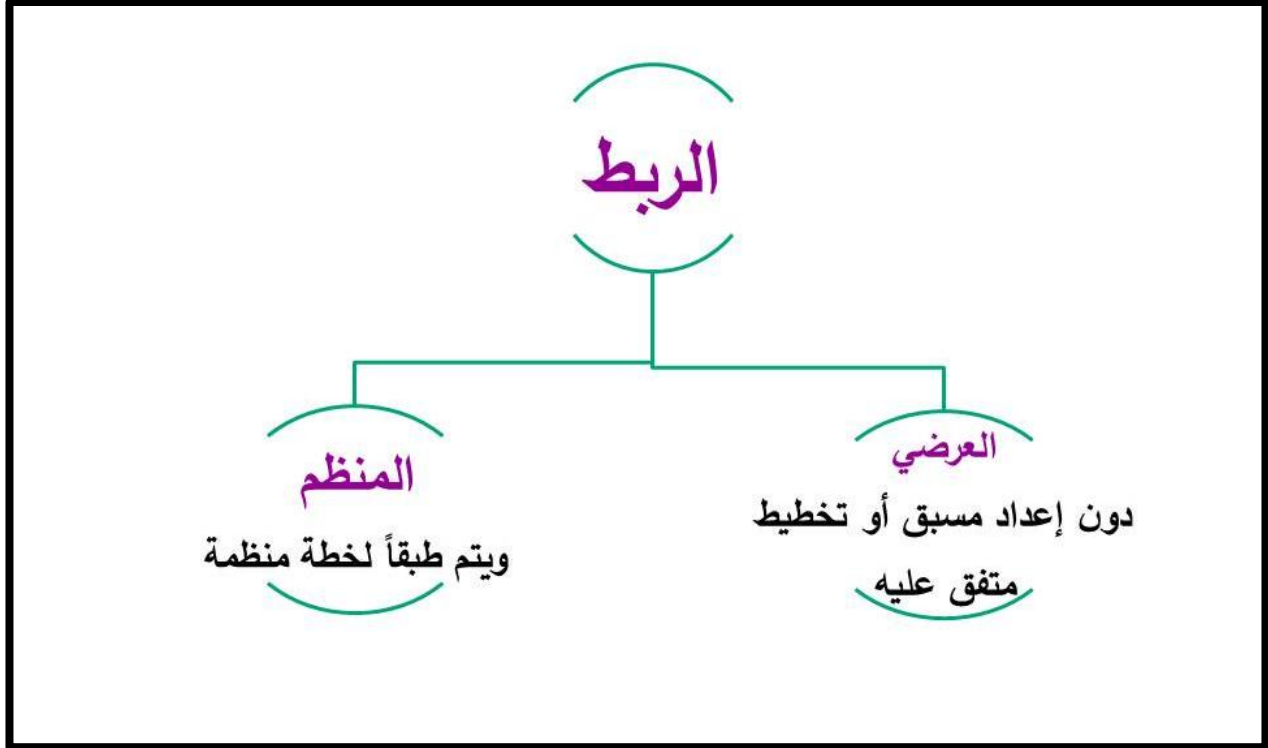 الربط
العرضي
دون إعداد مسبق أو تخطيط
متفق عليه
المنظم
ويتم طبقاً لخطة منظمة